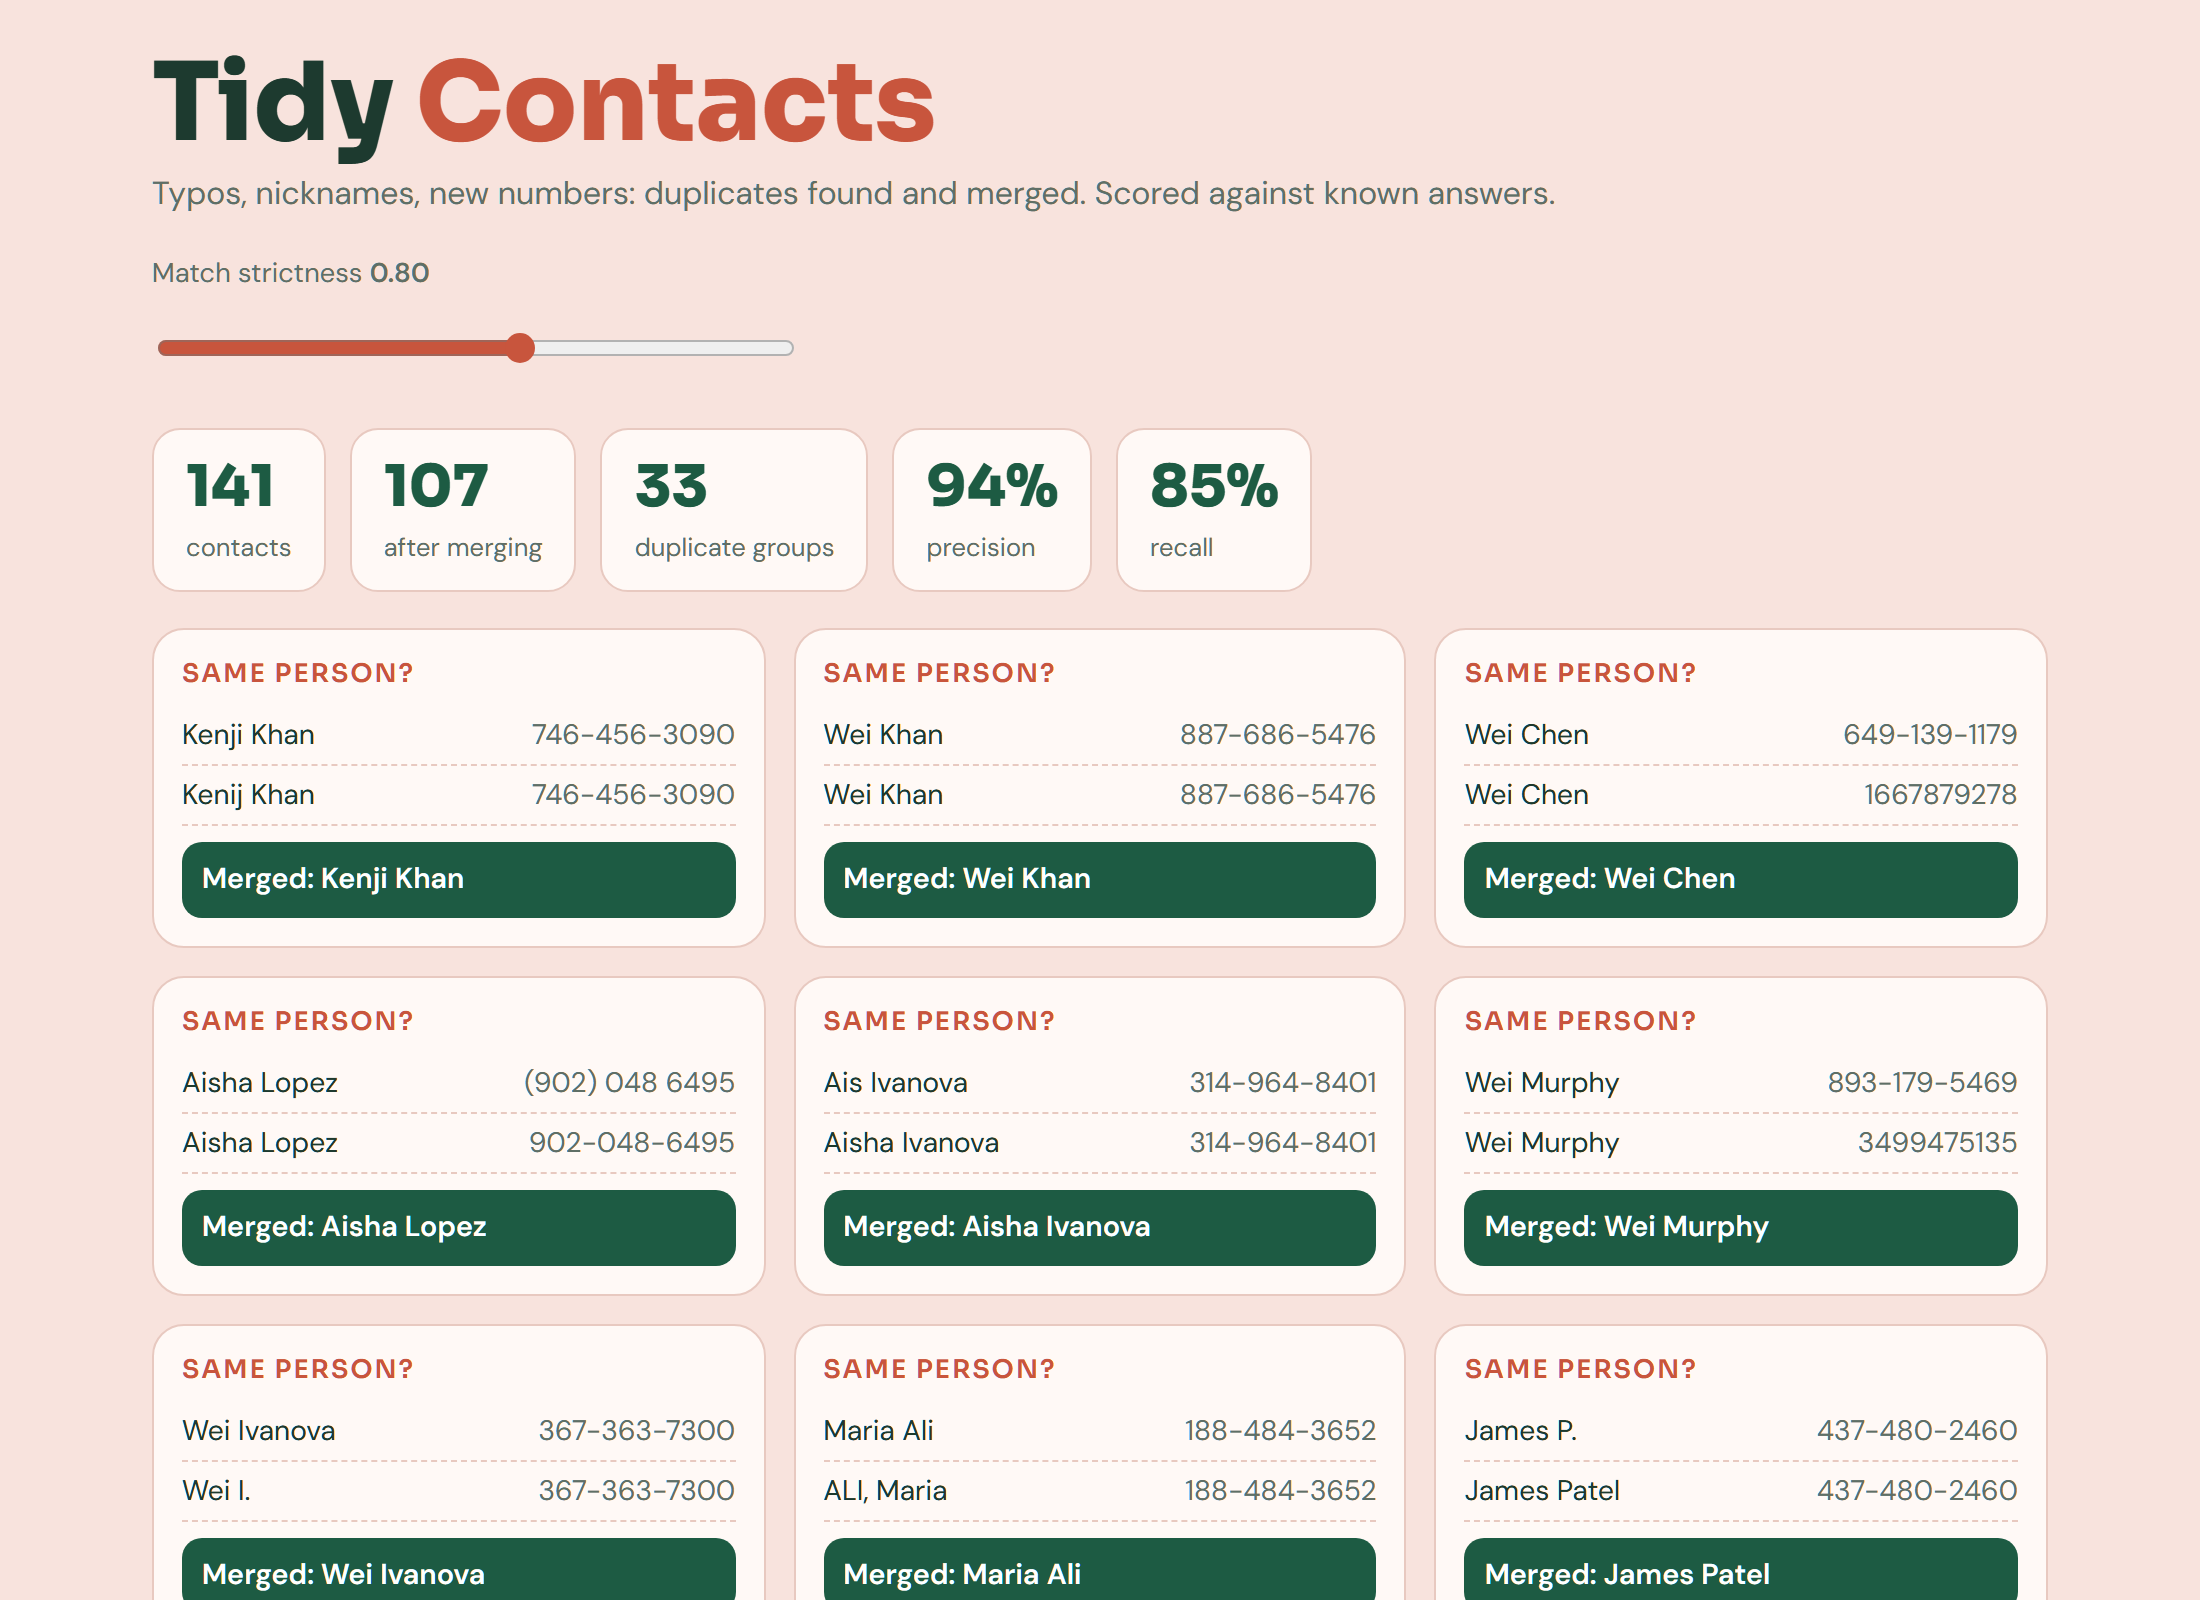 Tidy Contacts
Typos, nicknames, new numbers: duplicates found and merged. Scored against known answers.
Match strictness 0.80
141
contacts
107
after merging
33
duplicate groups
94%
precision
85%
recall
SAME PERSON?
Kenji Khan 746-456-3090
Kenij Khan 746-456-3090
Merged: Kenji Khan
SAME PERSON?
Wei Khan 887-686-5476
Wei Khan 887-686-5476
Merged: Wei Khan
SAME PERSON?
Wei Chen 649-139-1179
Wei Chen 1667879278
Merged: Wei Chen
SAME PERSON?
Aisha Lopez (902) 048 6495
Aisha Lopez 902-048-6495
Merged: Aisha Lopez
SAME PERSON?
Ais Ivanova 314-964-8401
Aisha Ivanova 314-964-8401
Merged: Aisha Ivanova
SAME PERSON?
Wei Murphy 893-179-5469
Wei Murphy 3499475135
Merged: Wei Murphy
SAME PERSON?
Wei Ivanova 367-363-7300
Wei I. 367-363-7300
Merged: Wei Ivanova
SAME PERSON?
Maria Ali 188-484-3652
ALI, Maria 188-484-3652
Merged: Maria Ali
SAME PERSON?
James P. 437-480-2460
James Patel 437-480-2460
Merged: James Patel